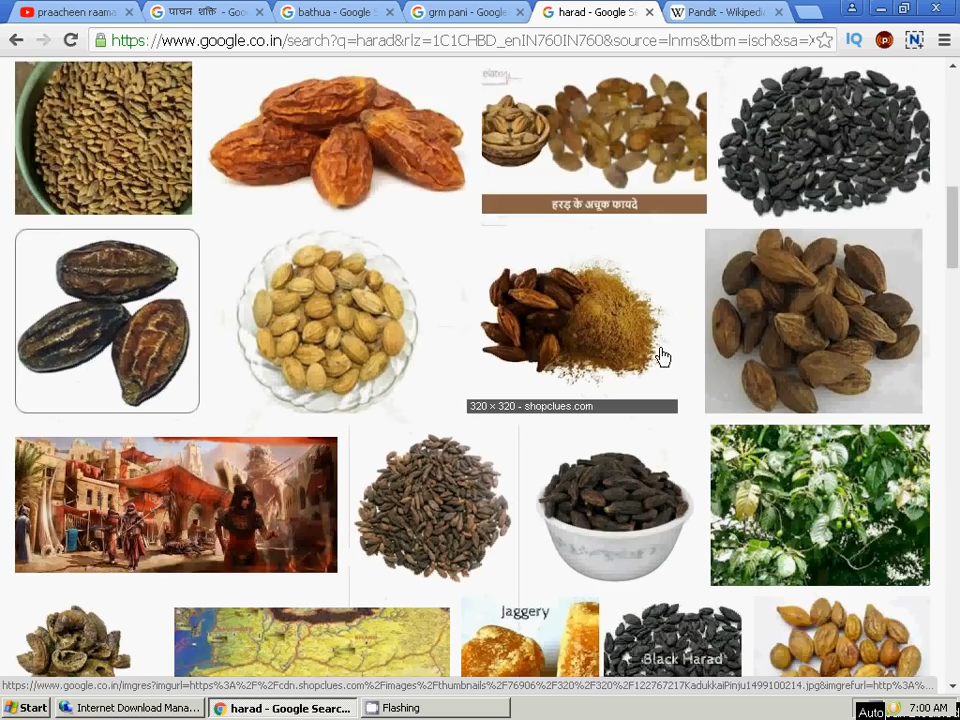 praacheen raama
पाचन शक्ति - Goo
bathua - Google S
grm pani - Google
harad - Google Se
Pandit - Wikipedi
https://www.google.co.in/search?q=harad&rlz=1C1CHBD_enIN760IN760&source=lnms&tbm=isch&sa=X
IQ
हरड़ के अचूक फायदे
320 × 320 - shopclues.com
Jaggery
Black Harad
https://www.google.co.in/imgres?imgurl=https%3A%2F%2Fcdn.shopclues.com%2Fimages%2Fthumbnails%2F76906%2F320%2F320%2F122767217KadukkaiPinju1499100214.jpg&imgrefurl=http%3A%...
Start
Internet Download Mana...
harad - Google Searc...
Flashing
7:00 AM